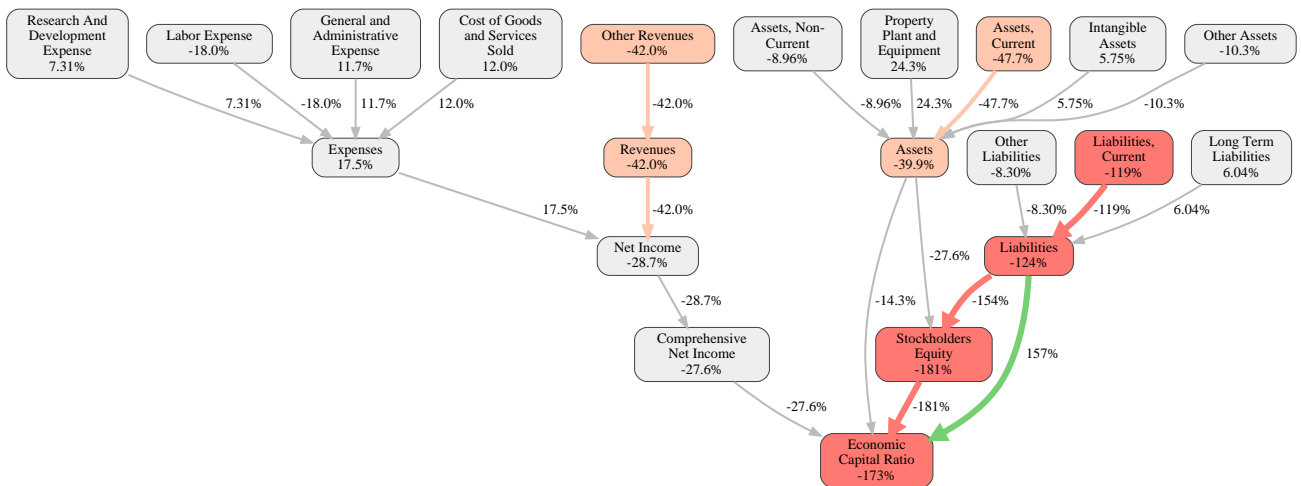 Research And
Development
Expense
7.31%
Labor Expense
-18.0%
General and
Administrative
Expense
11.7%
Cost of Goods
and Services
Sold
12.0%
Other Revenues
-42.0%
Assets, Non-
Current
-8.96%
Property
Plant and
Equipment
24.3%
Assets,
Current
-47.7%
Intangible
Assets
5.75%
Other Assets
-10.3%
7.31%
-18.0%
11.7%
12.0%
-42.0%
-8.96%
24.3%
-47.7%
5.75%
-10.3%
Expenses
17.5%
Revenues
-42.0%
Assets
-39.9%
Other
Liabilities
-8.30%
Liabilities,
Current
-119%
Long Term
Liabilities
6.04%
17.5%
-42.0%
-8.30%
-119%
6.04%
Net Income
-28.7%
-27.6%
Liabilities
-124%
-28.7%
-14.3%
-154%
Comprehensive
Net Income
-27.6%
Stockholders
Equity
-181%
157%
-27.6%
-181%
Economic
Capital Ratio
-173%